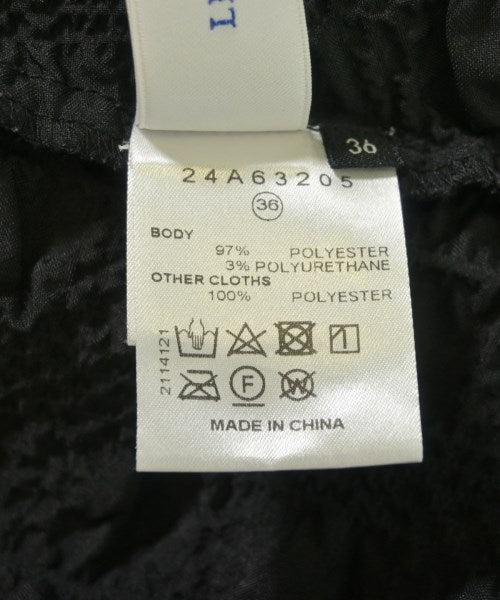 36
24A63205
36
BODY
97% POLYESTER
3% POLYURETHANE
OTHER CLOTHS
100% POLYESTER
2114121
F
W
MADE IN CHINA